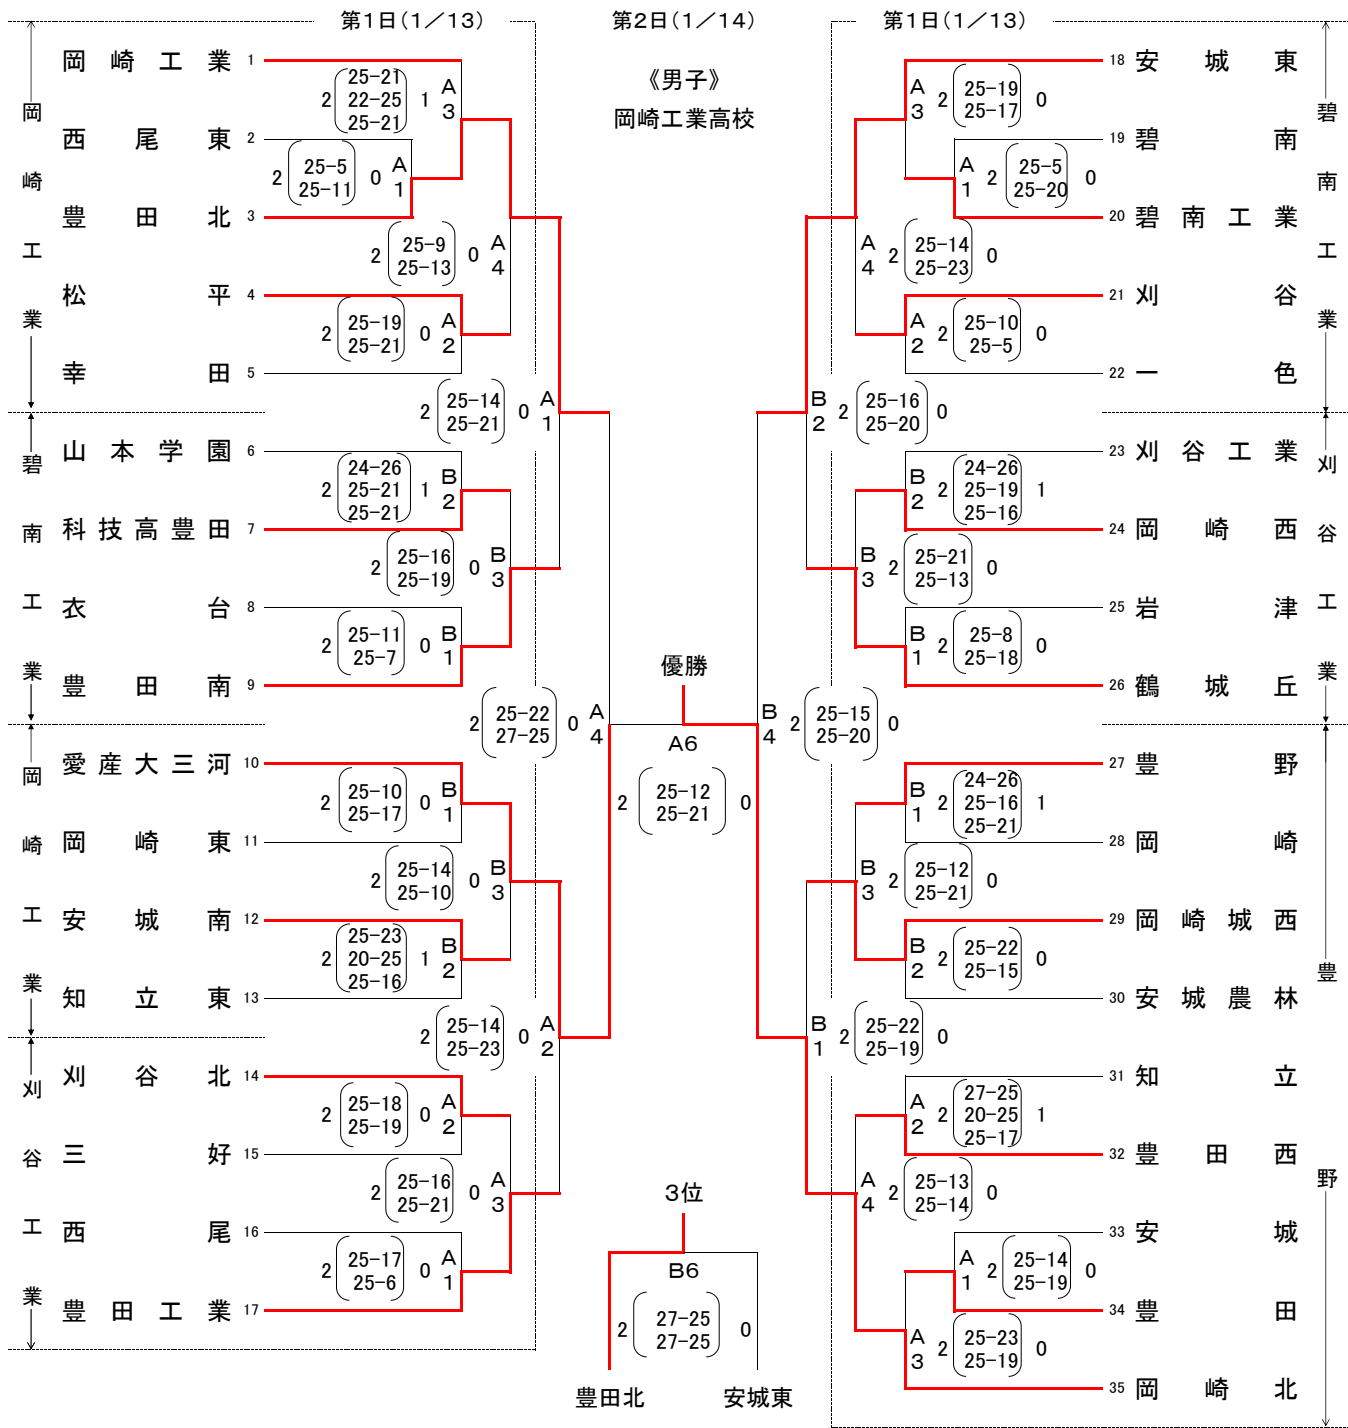 第1日(1/13)
第2日(1/14)
第1日(1/13)
《男子》
岡崎工業高校
岡崎工業
岡崎工業 1
2 25-21 22-25 25-21 1 A3
西尾東 2
2 25-5 25-11 0 A1
豊田北 3
2 25-9 25-13 0 A4
松平 4
2 25-19 25-21 0 A2
幸田 5
2 25-14 25-21 0 A1
碧南工業
山本学園 6
2 24-26 25-21 25-21 1 B2
科技高豊田 7
2 25-16 25-19 0 B3
衣台 8
2 25-11 25-7 0 B1
豊田南 9
2 25-22 27-25 0 A4
岡崎工業
愛産大三河 10
2 25-10 25-17 0 B1
岡崎東 11
2 25-14 25-10 0 B3
安城南 12
2 25-23 20-25 25-16 1 B2
知立東 13
2 25-14 25-23 0 A2
刈谷工業
刈谷北 14
2 25-18 25-19 0 A2
三好 15
2 25-16 25-21 0 A3
西尾 16
2 25-17 25-6 0 A1
豊田工業 17
優勝
A6
2 25-12 25-21 0
3位
B6
2 27-25 27-25 0
豊田北
安城東
碧南工業
18 安城東
A3 2 25-19 25-17 0
19 碧南
A1 2 25-5 25-20 0
20 碧南工業
A4 2 25-14 25-23 0
21 刈谷
A2 2 25-10 25-5 0
22 一色
B2 2 25-16 25-20 0
刈谷工業
23 刈谷工業
B2 2 24-26 25-19 25-16 1
24 岡崎西
B3 2 25-21 25-13 0
25 岩津
B1 2 25-8 25-18 0
26 鶴城丘
B4 2 25-15 25-20 0
豊野
27 豊野
B1 2 24-26 25-16 25-21 1
28 岡崎
B3 2 25-12 25-21 0
29 岡崎城西
B2 2 25-22 25-15 0
30 安城農林
B1 2 25-22 25-19 0
31 知立
A2 2 27-25 20-25 25-17 1
32 豊田西
A4 2 25-13 25-14 0
33 安城
A1 2 25-14 25-19 0
34 豊田
A3 2 25-23 25-19 0
35 岡崎北